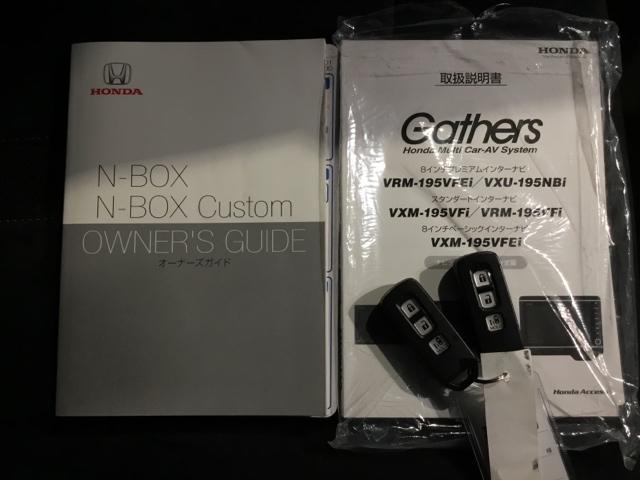 HONDA
N-BOX
N-BOX Custom
OWNER'S GUIDE
オーナーズガイド
HONDA
取扱説明書
Gathers
Honda Multi Car-AV System
8インチプレミアムインターナビ
VRM-195VFEi／VXU-195NBi
スタンダードインターナビ
VXM-195VFi／VRM-195VFi
8インチベーシックインターナビ
VXM-195VFEi
Honda Access